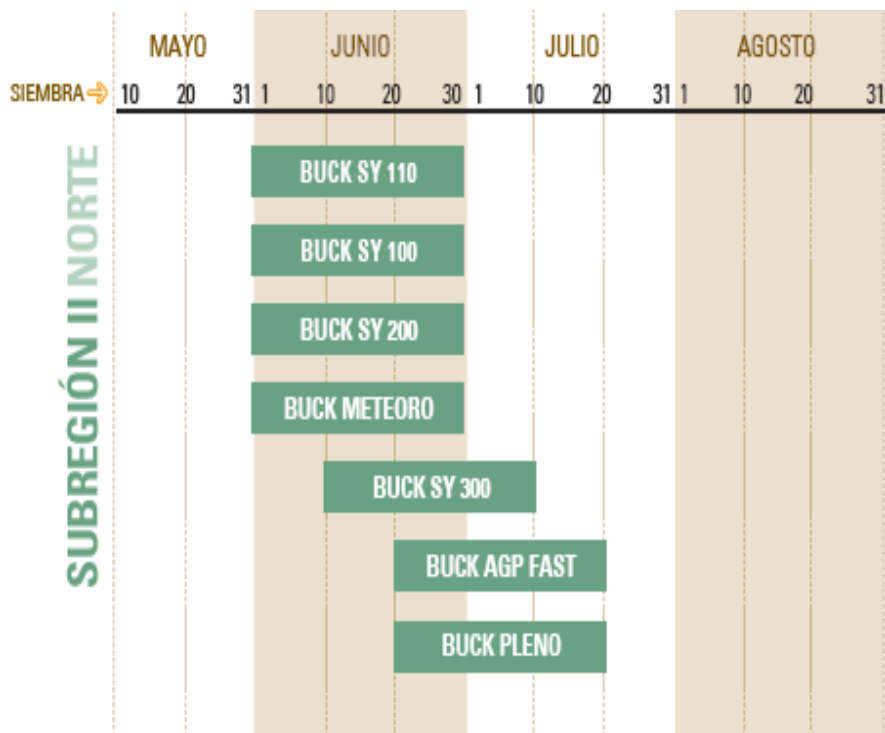 MAYO JUNIO JULIO AGOSTO
SIEMBRA 10 20 31 1 10 20 30 1 10 20 31 1 10 20 31
SUBREGIÓN II NORTE
BUCK SY 110
BUCK SY 100
BUCK SY 200
BUCK METEORO
BUCK SY 300
BUCK AGP FAST
BUCK PLENO